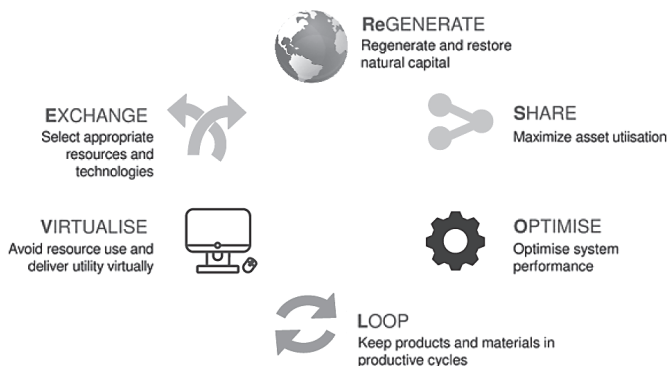 ReGENERATE
Regenerate and restore
natural capital
SHARE
Maximize asset utiisation
OPTIMISE
Optimise system
performance
LOOP
Keep products and materials in
productive cycles
VIRTUALISE
Avoid resource use and
deliver utility virtually
EXCHANGE
Select appropriate
resources and
technologies